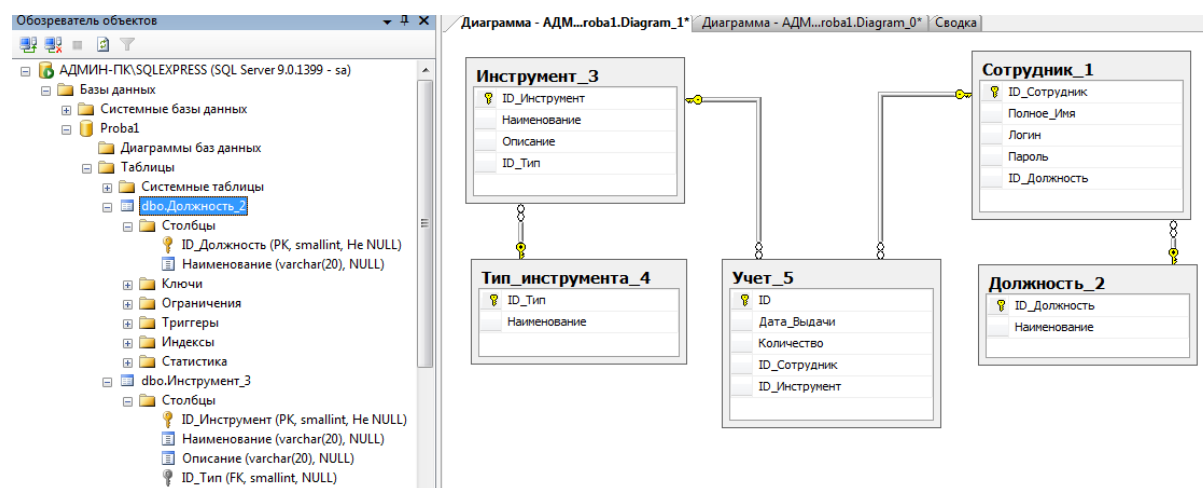 Обозреватель объектов
АДМИН-ПК\SQLEXPRESS (SQL Server 9.0.1399 - sa)
Базы данных
Системные базы данных
Proba1
Диаграммы баз данных
Таблицы
Системные таблицы
dbo.Должность_2
Столбцы
ID_Должность (PK, smallint, Не NULL)
Наименование (varchar(20), NULL)
Ключи
Ограничения
Триггеры
Индексы
Статистика
dbo.Инструмент_3
Столбцы
ID_Инструмент (PK, smallint, Не NULL)
Наименование (varchar(20), NULL)
Описание (varchar(20), NULL)
ID_Тип (FK, smallint, NULL)
Диаграмма - АДМ...roba1.Diagram_1* Диаграмма - АДМ...roba1.Diagram_0* Сводка
Инструмент_3
ID_Инструмент
Наименование
Описание
ID_Тип
Сотрудник_1
ID_Сотрудник
Полное_Имя
Логин
Пароль
ID_Должность
Тип_инструмента_4
ID_Тип
Наименование
Учет_5
ID
Дата_Выдачи
Количество
ID_Сотрудник
ID_Инструмент
Должность_2
ID_Должность
Наименование